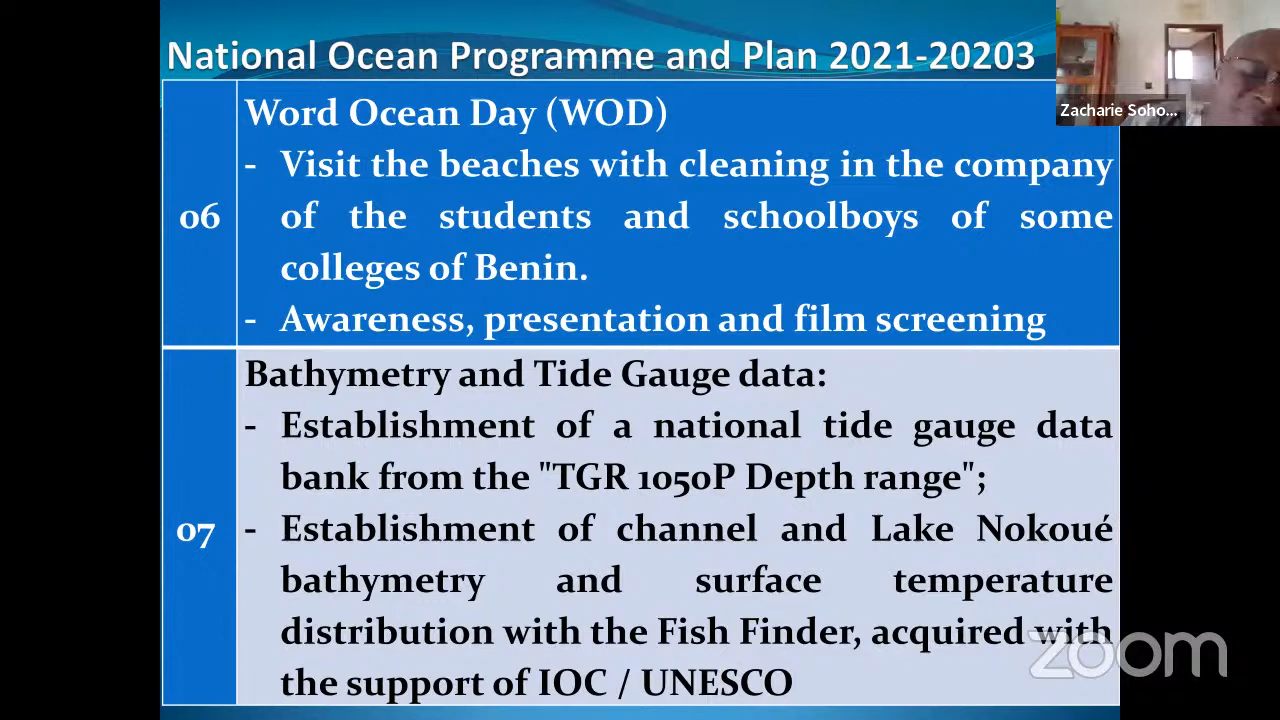 National Ocean Programme and Plan 2021-20203
Zacharie Soho...
06
Word Ocean Day (WOD)
- Visit the beaches with cleaning in the company
of the students and schoolboys of some
colleges of Benin.
- Awareness, presentation and film screening
07
Bathymetry and Tide Gauge data:
- Establishment of a national tide gauge data
bank from the "TGR 1050P Depth range";
- Establishment of channel and Lake Nokoué
bathymetry and surface temperature
distribution with the Fish Finder, acquired with
the support of IOC / UNESCO
zoom